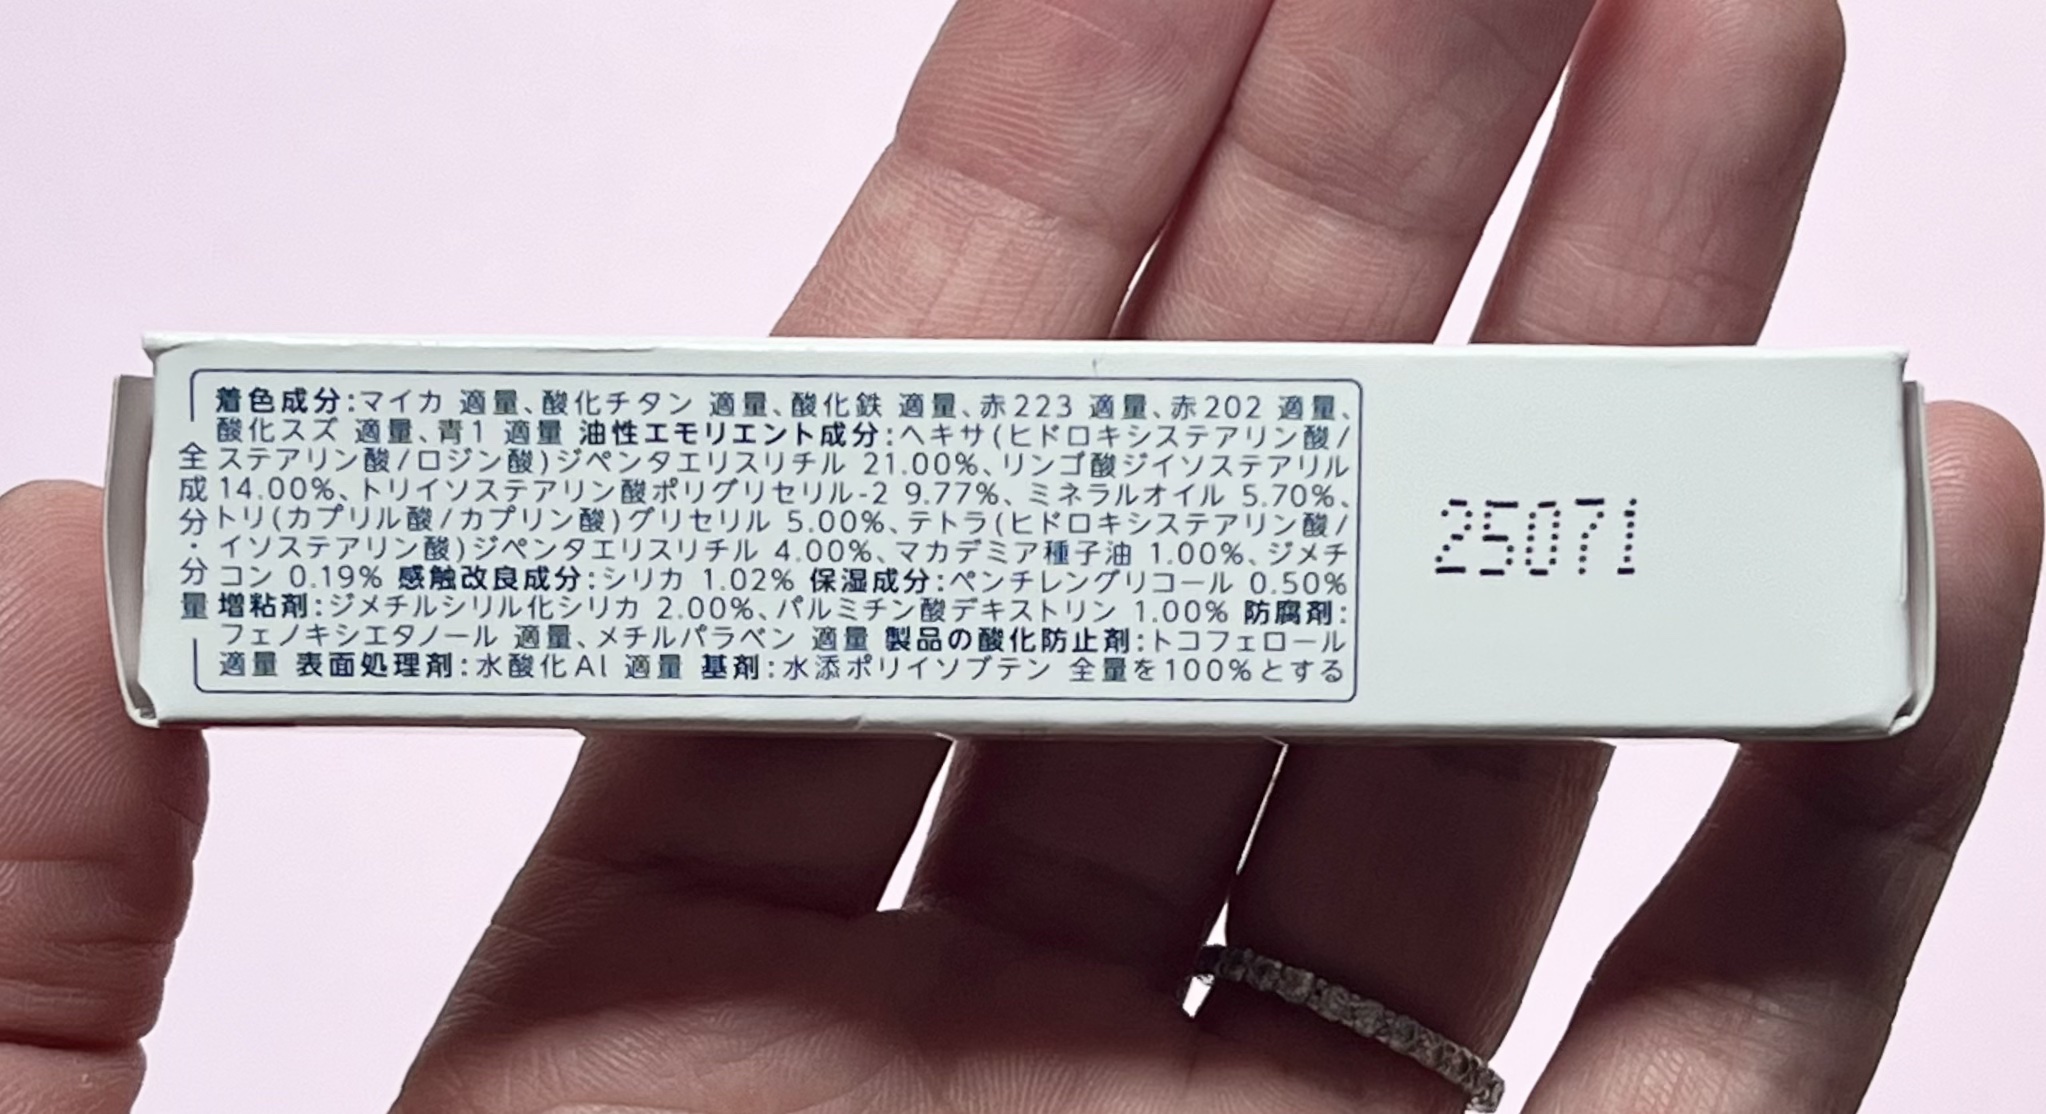 全成分・分量
着色成分:マイカ 適量、酸化チタン 適量、酸化鉄 適量、赤223 適量、赤202 適量、
酸化スズ 適量、青1 適量 油性エモリエント成分:ヘキサ(ヒドロキシステアリン酸/
ステアリン酸/ロジン酸)ジペンタエリスリチル 21.00%、リンゴ酸ジイソステアリル
14.00%、トリイソステアリン酸ポリグリセリル-2 9.77%、ミネラルオイル 5.70%、
トリ(カプリル酸/カプリン酸)グリセリル 5.00%、テトラ(ヒドロキシステアリン酸/
イソステアリン酸)ジペンタエリスリチル 4.00%、マカデミア種子油 1.00%、ジメチ
コン 0.19% 感触改良成分:シリカ 1.02% 保湿成分:ペンチレングリコール 0.50%
増粘剤:ジメチルシリル化シリカ 2.00%、パルミチン酸デキストリン 1.00% 防腐剤:
フェノキシエタノール 適量、メチルパラベン 適量 製品の酸化防止剤:トコフェロール
適量 表面処理剤:水酸化Al 適量 基剤:水添ポリイソブテン 全量を100%とする
25071